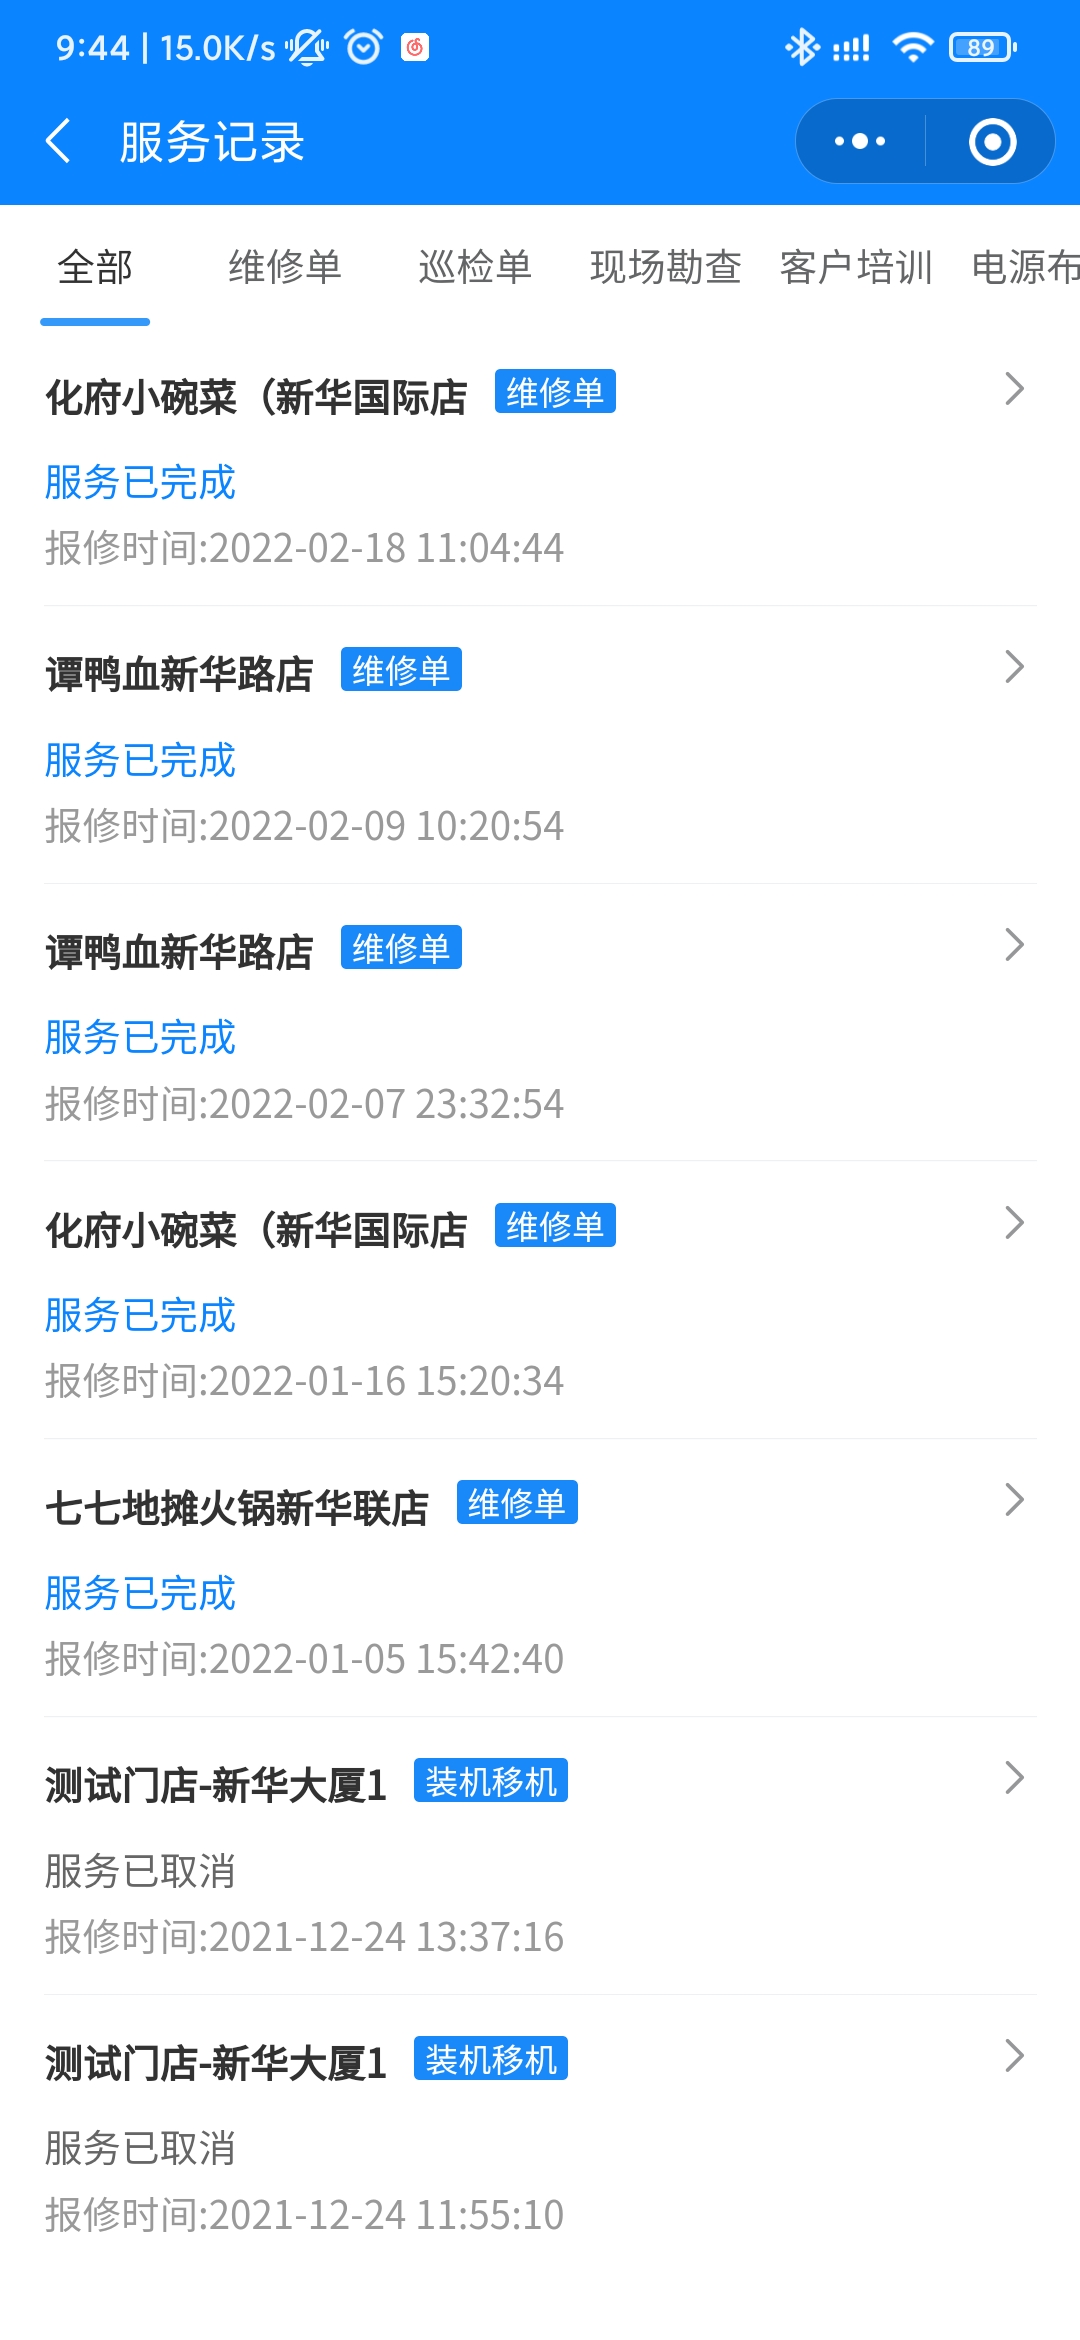 9:44 | 15.0K/s
89
服务记录
全部 维修单 巡检单 现场勘查 客户培训 电源布
化府小碗菜（新华国际店 维修单
服务已完成
报修时间:2022-02-18 11:04:44
谭鸭血新华路店 维修单
服务已完成
报修时间:2022-02-09 10:20:54
谭鸭血新华路店 维修单
服务已完成
报修时间:2022-02-07 23:32:54
化府小碗菜（新华国际店 维修单
服务已完成
报修时间:2022-01-16 15:20:34
七七地摊火锅新华联店 维修单
服务已完成
报修时间:2022-01-05 15:42:40
测试门店-新华大厦1 装机移机
服务已取消
报修时间:2021-12-24 13:37:16
测试门店-新华大厦1 装机移机
服务已取消
报修时间:2021-12-24 11:55:10